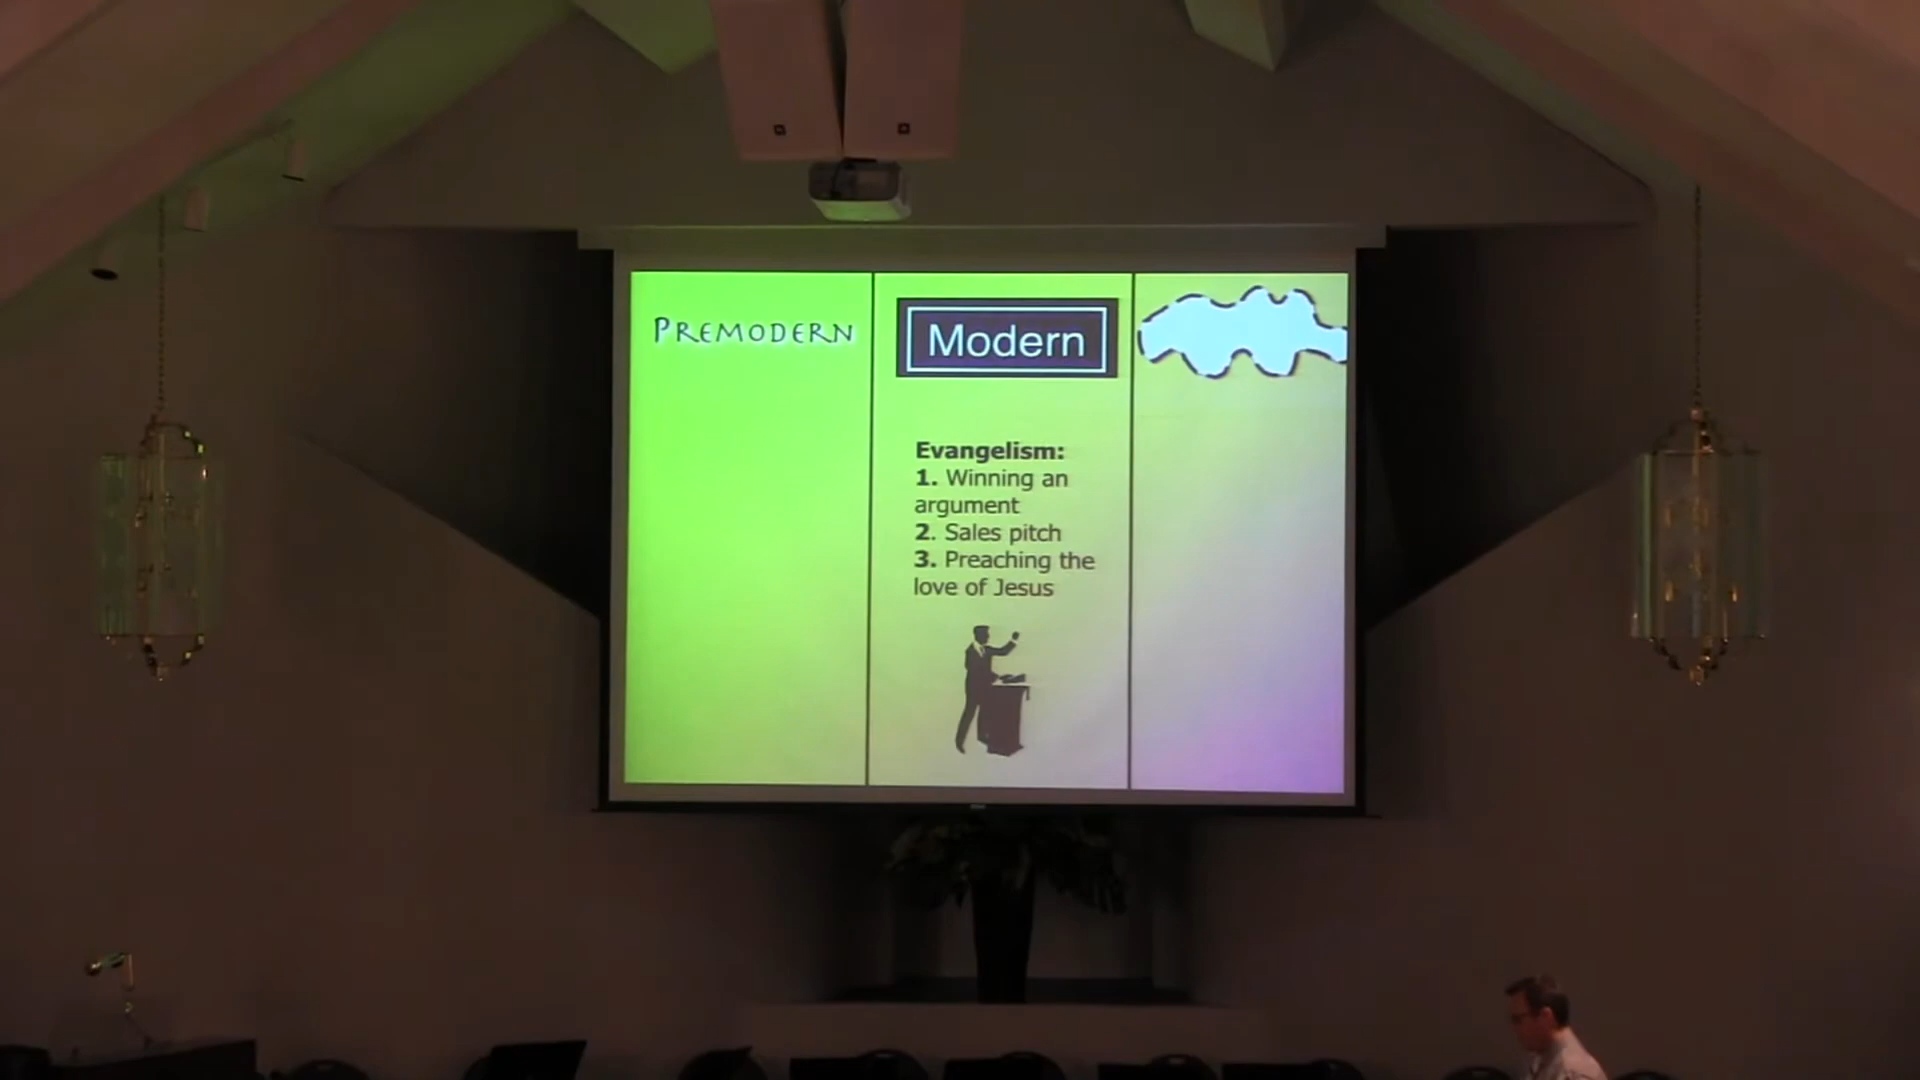 PREMODERN
Modern
Evangelism:
1. Winning an
argument
2. Sales pitch
3. Preaching the
love of Jesus